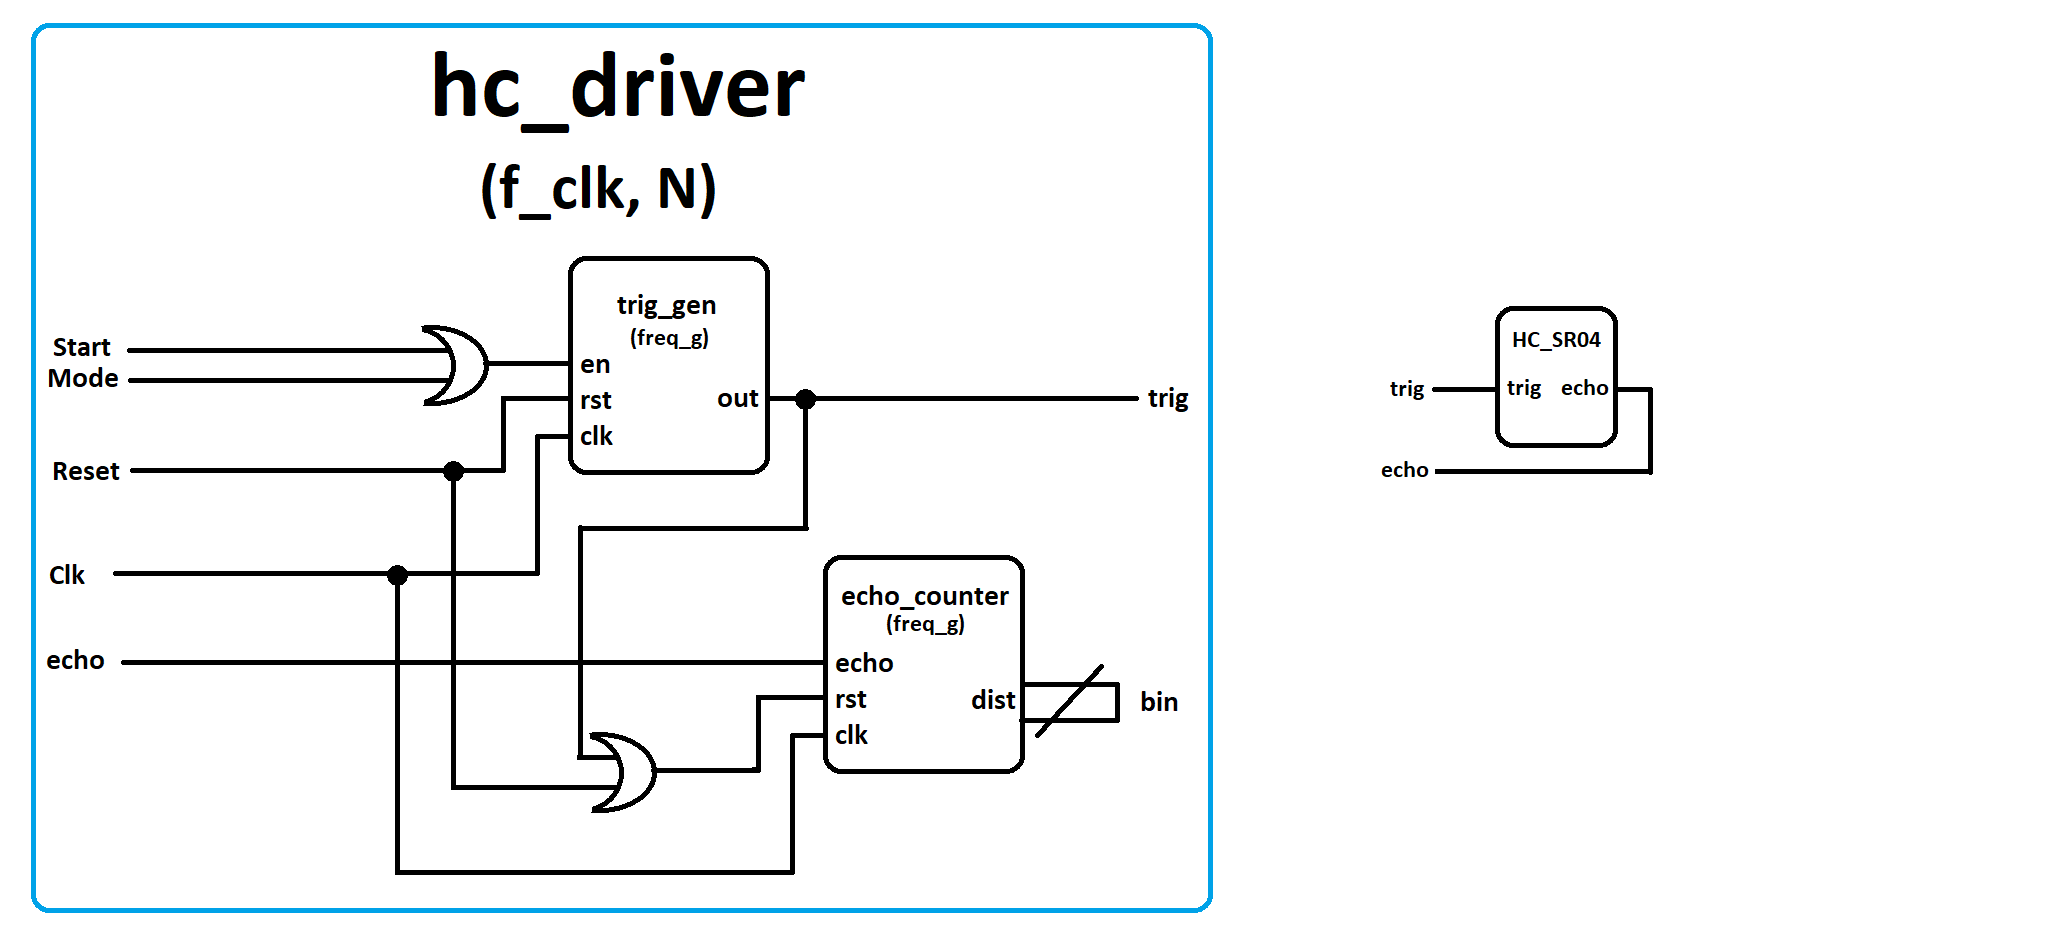 hc_driver
(f_clk, N)
trig_gen
(freq_g)
Start
Mode
en
rst
clk
out
trig
Reset
Clk
echo
echo_counter
(freq_g)
echo
rst
clk
dist
bin
HC_SR04
trig
trig
echo
echo